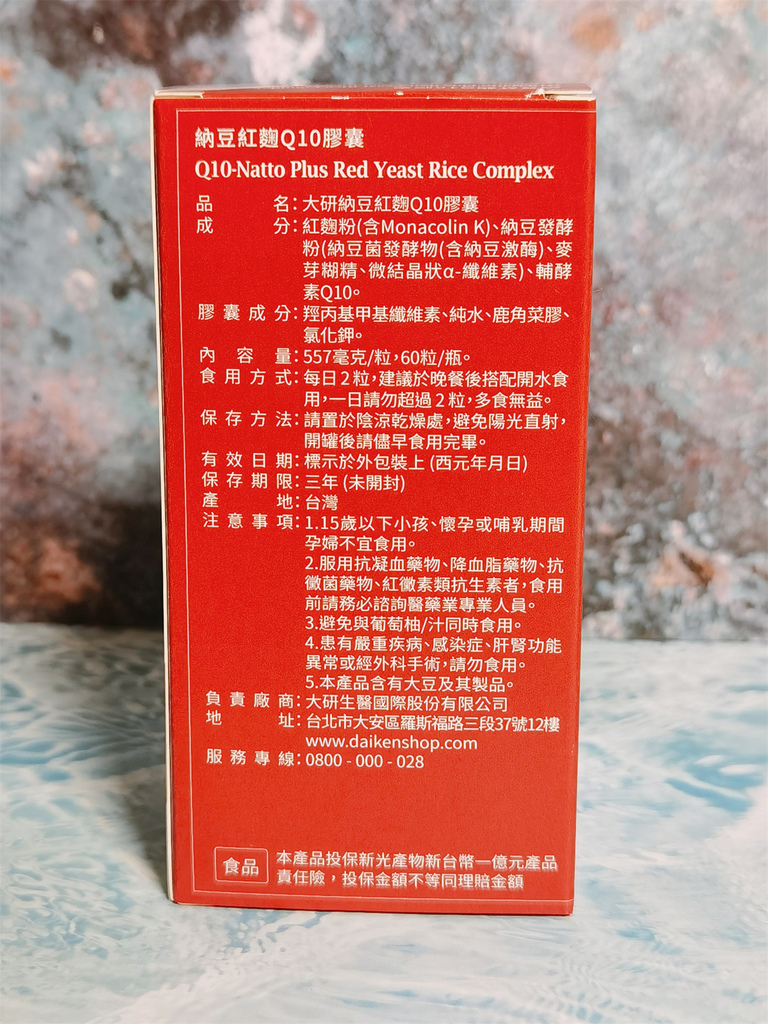 納豆紅麴Q10膠囊
Q10-Natto Plus Red Yeast Rice Complex
品名：大研納豆紅麴Q10膠囊
成分：紅麴粉(含Monacolin K)、納豆發酵
粉(納豆菌發酵物(含納豆激酶)、麥
芽糊精、微結晶狀α-纖維素)、輔酵
素Q10。
膠囊成分：羥丙基甲基纖維素、純水、鹿角菜膠、
氯化鉀。
內容量：557毫克/粒，60粒/瓶。
食用方式：每日2粒，建議於晚餐後搭配開水食
用，一日請勿超過2粒，多食無益。
保存方法：請置於陰涼乾燥處，避免陽光直射，
開罐後請儘早食用完畢。
有效日期：標示於外包裝上 (西元年月日)
保存期限：三年 (未開封)
產地：台灣
注意事項：1.15歲以下小孩、懷孕或哺乳期間
孕婦不宜食用。
2.服用抗凝血藥物、降血脂藥物、抗
黴菌藥物、紅黴素類抗生素者，食用
前請務必諮詢醫藥業專業人員。
3.避免與葡萄柚/汁同時食用。
4.患有嚴重疾病、感染症、肝腎功能
異常或經外科手術，請勿食用。
5.本產品含有大豆及其製品。
負責廠商：大研生醫國際股份有限公司
地址：台北市大安區羅斯福路三段37號12樓
www.daikenshop.com
服務專線：0800 - 000 - 028
食品
本產品投保新光產物新台幣一億元產品
責任險，投保金額不等同理賠金額